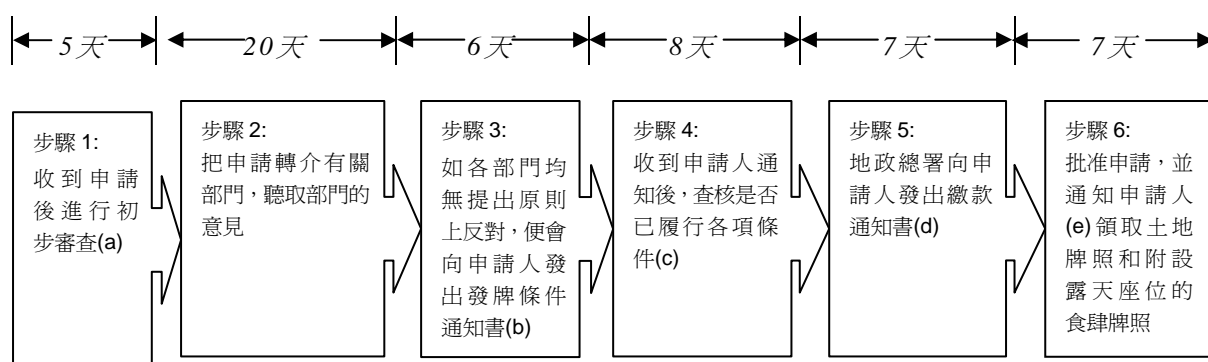 5天 20天 6天 8天 7天 7天
步驟 1:
收到申請
後進行初
步審查(a)
步驟 2:
把申請轉介有關
部門，聽取部門的
意見
步驟 3:
如各部門均
無提出原則
上反對，便會
向申請人發
出發牌條件
通知書(b)
步驟 4:
收到申請人通
知後，查核是否
已履行各項條
件(c)
步驟 5:
地政總署向申
請人發出繳款
通知書(d)
步驟 6:
批准申請，並
通知申請人
(e)領取土地
牌照和附設
露天座位的
食肆牌照